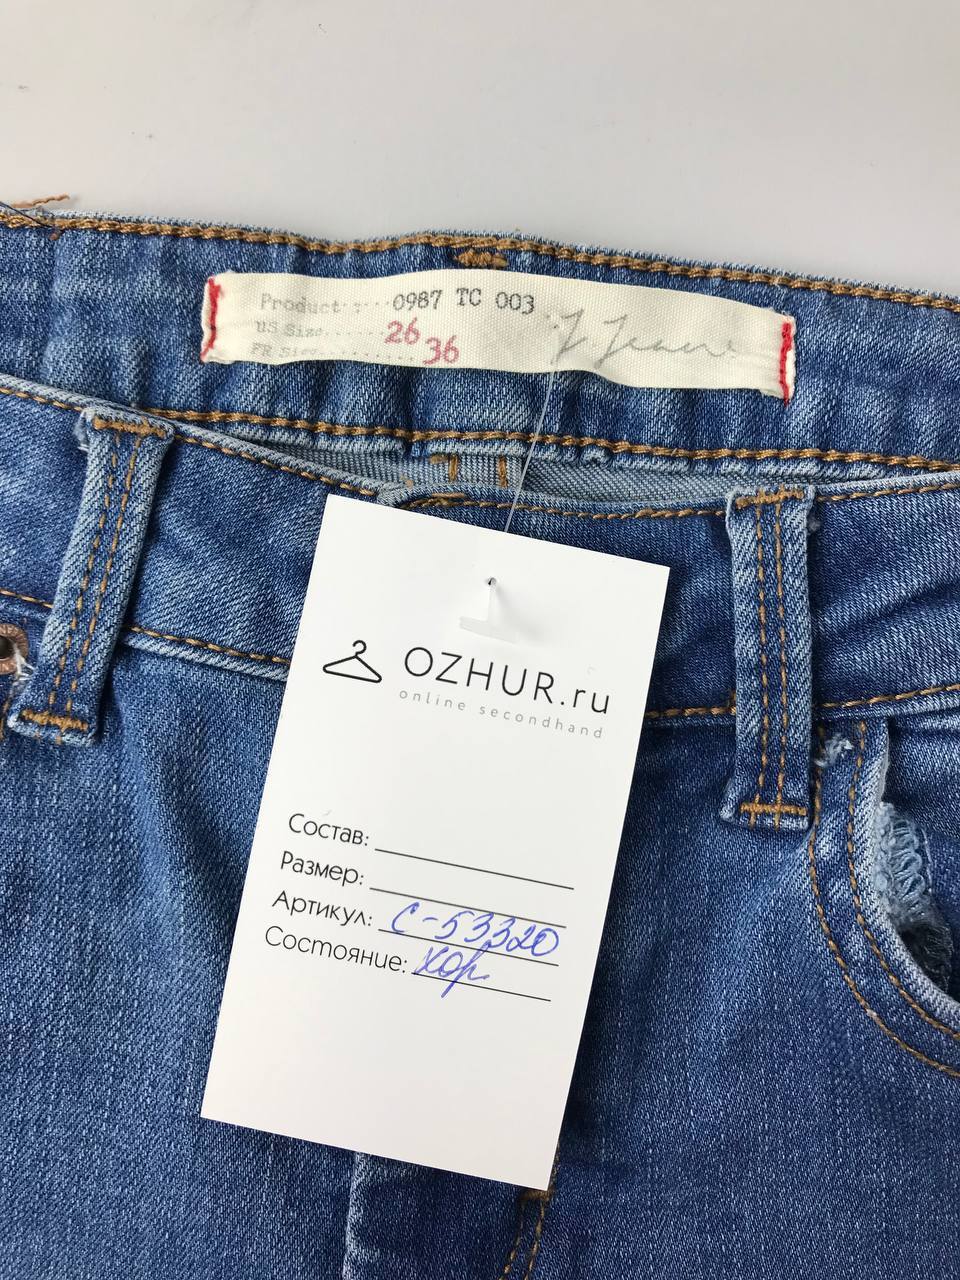 Product: : ···0987 TC 003
US Size.......26
FR Size............36
J. Jeans
OZHUR.ru
online secondhand
Состав:
Размер:
Артикул: С-53320
Состояние: хор